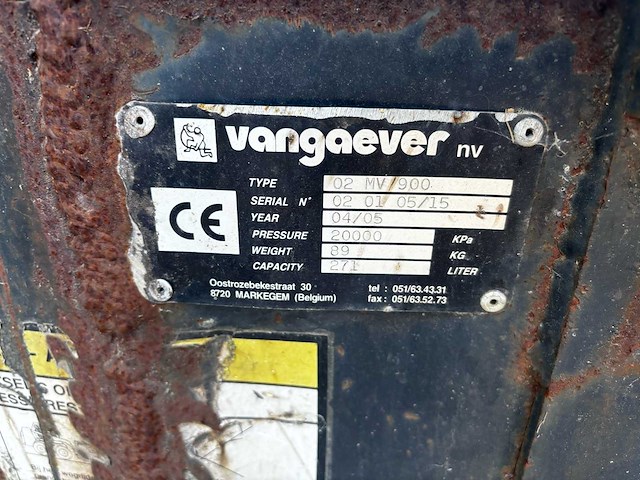 vangaever nv
TYPE 02 MV/900
SERIAL N° 02 01 05/15
YEAR 04/05
PRESSURE 20000 KPa
WEIGHT 89 KG
CAPACITY 271 LITER
CE
Oostrozebekestraat 30 tel : 051/63.43.31
8720 MARKEGEM (Belgium) fax : 051/63.52.73